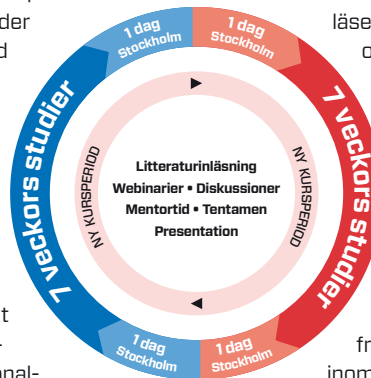 der
d
läse
o
1 dag
Stockholm
1 dag
Stockholm
7 veckors studier
7 veckors studier
NY KURSPERIOD
NY KURSPERIOD
Litteraturinläsning
Webinarier • Diskussioner
Mentortid • Tentamen
Presentation
1 dag
Stockholm
1 dag
Stockholm
t
-
onal-
fr
inom